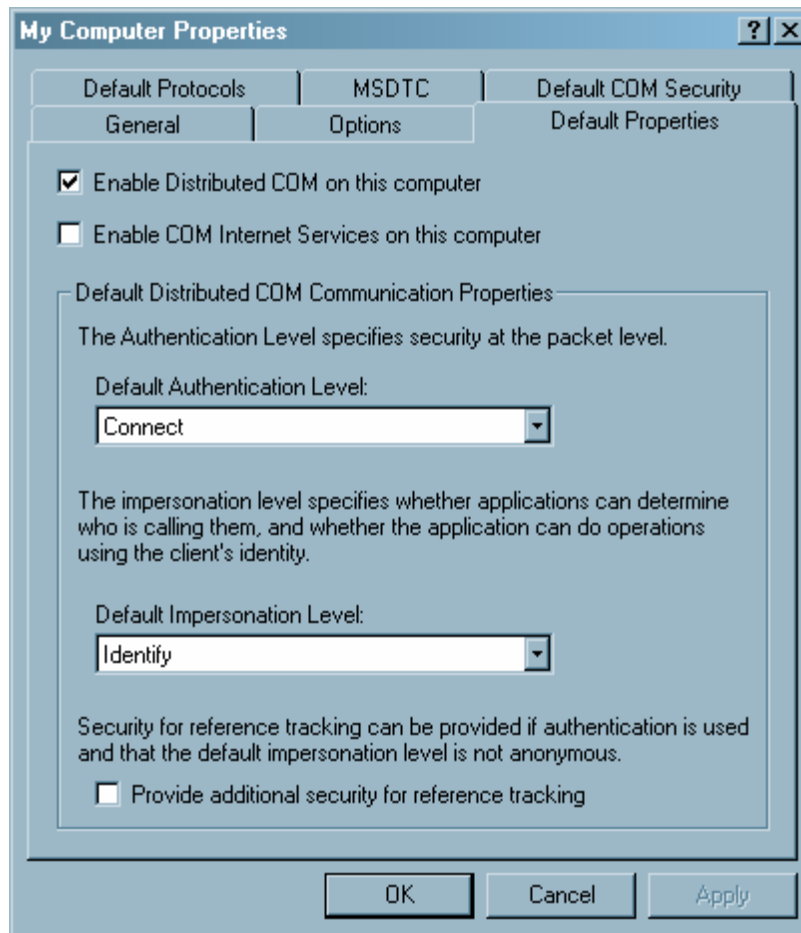 My Computer Properties
Default Protocols
MSDTC
Default COM Security
General
Options
Default Properties
Enable Distributed COM on this computer
Enable COM Internet Services on this computer
Default Distributed COM Communication Properties
The Authentication Level specifies security at the packet level.
Default Authentication Level:
Connect
The impersonation level specifies whether applications can determine
who is calling them, and whether the application can do operations
using the client's identity.
Default Impersonation Level:
Identify
Security for reference tracking can be provided if authentication is used
and that the default impersonation level is not anonymous.
Provide additional security for reference tracking
OK
Cancel
Apply